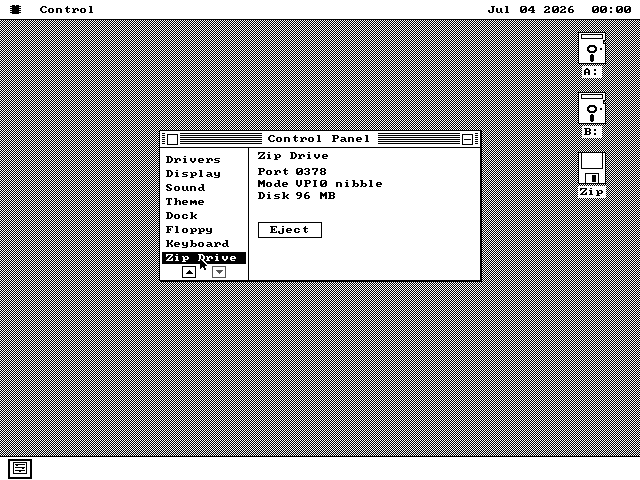 Control
Jul 04 2026 00:00
A:
B:
Zip
Control Panel
Drivers
Display
Sound
Theme
Dock
Floppy
Keyboard
Zip Drive
Zip Drive
Port 0378
Mode VPI0 nibble
Disk 96 MB
Eject